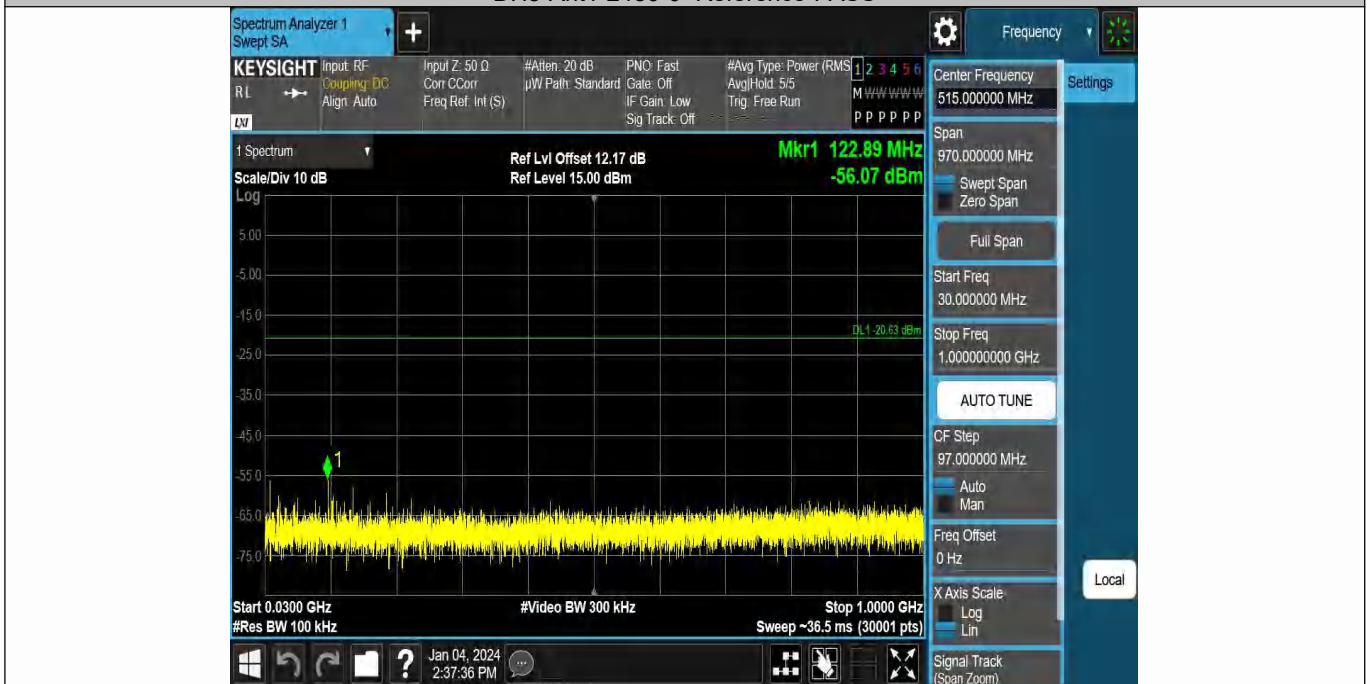 Spectrum Analyzer 1
Swept SA
Frequency
KEYSIGHT
RL
LXI
Input: RF
Coupling: DC
Align: Auto
Input Z: 50 Ω
Corr CCorr
Freq Ref: Int (S)
#Atten: 20 dB
µW Path: Standard
PNO: Fast
Gate: Off
IF Gain: Low
Sig Track: Off
#Avg Type: Power (RMS
Avg|Hold: 5/5
Trig: Free Run
1 2 3 4 5 6
M W W W W W
P P P P P P
1 Spectrum
Scale/Div 10 dB
Ref Lvl Offset 12.17 dB
Ref Level 15.00 dBm
Mkr1 122.89 MHz
-56.07 dBm
Log
5.00
-5.00
-15.0
DL1 -20.63 dBm
-25.0
-35.0
-45.0
1
-55.0
-65.0
-75.0
Start 0.0300 GHz
#Video BW 300 kHz
Stop 1.0000 GHz
#Res BW 100 kHz
Sweep ~36.5 ms (30001 pts)
Jan 04, 2024
2:37:36 PM
Center Frequency
515.000000 MHz
Settings
Span
970.000000 MHz
Swept Span
Zero Span
Full Span
Start Freq
30.000000 MHz
Stop Freq
1.000000000 GHz
AUTO TUNE
CF Step
97.000000 MHz
Auto
Man
Freq Offset
0 Hz
Local
X Axis Scale
Log
Lin
Signal Track
(Span Zoom)